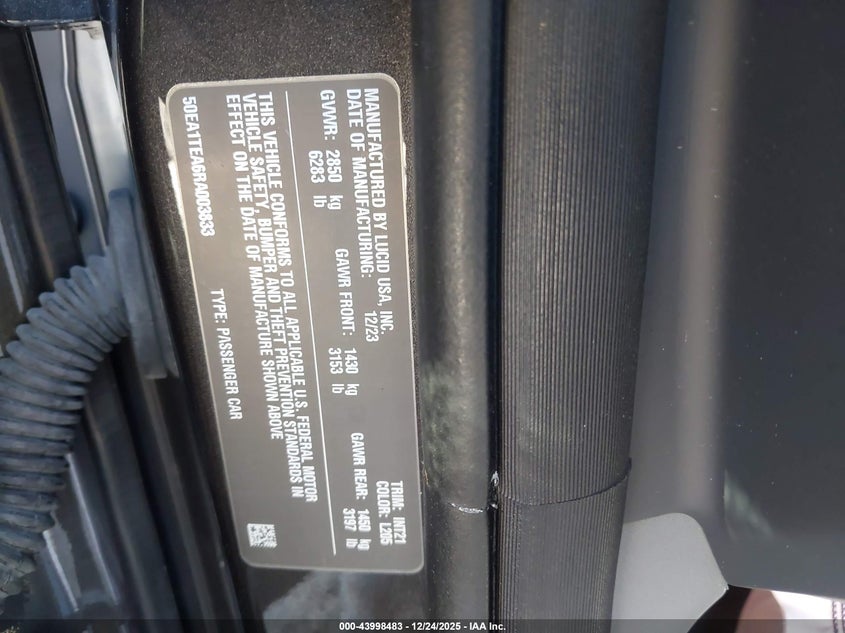 MANUFACTURED BY LUCID USA, INC.
DATE OF MANUFACTURING: 12/23
TRIM: INT21
COLOR: L205
GVWR: 2850 kg
6283 lb
GAWR FRONT: 1430 kg
3153 lb
GAWR REAR: 1450 kg
3197 lb
THIS VEHICLE CONFORMS TO ALL APPLICABLE U.S. FEDERAL MOTOR
VEHICLE SAFETY, BUMPER AND THEFT PREVENTION STANDARDS IN
EFFECT ON THE DATE OF MANUFACTURE SHOWN ABOVE
50EA1TEA6RA003833
TYPE: PASSENGER CAR
000-43998483 - 12/24/2025 - IAA Inc.